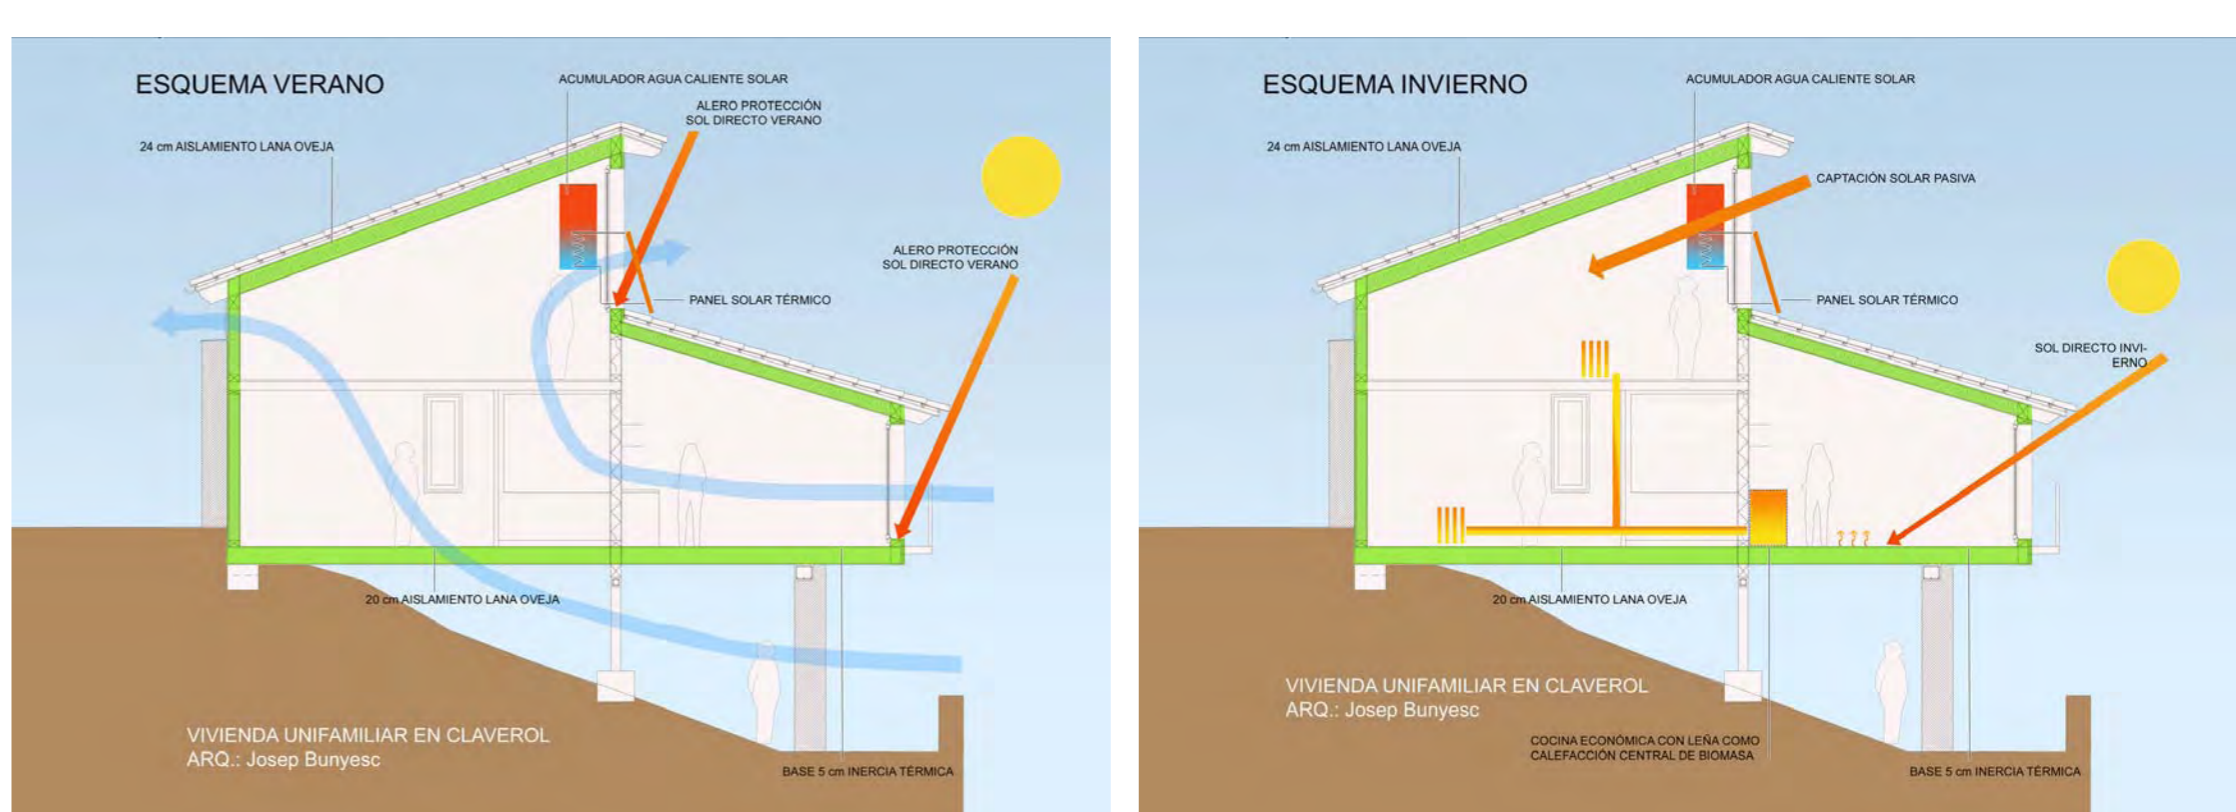 ESQUEMA VERANO
ACUMULADOR AGUA CALIENTE SOLAR
ALERO PROTECCIÓN
SOL DIRECTO VERANO
24 cm AISLAMIENTO LANA OVEJA
ALERO PROTECCIÓN
SOL DIRECTO VERANO
PANEL SOLAR TÉRMICO
20 cm AISLAMIENTO LANA OVEJA
VIVIENDA UNIFAMILIAR EN CLAVEROL
ARQ.: Josep Bunyesc
BASE 5 cm INERCIA TÉRMICA
ESQUEMA INVIERNO
ACUMULADOR AGUA CALIENTE SOLAR
24 cm AISLAMIENTO LANA OVEJA
CAPTACIÓN SOLAR PASIVA
PANEL SOLAR TÉRMICO
SOL DIRECTO INVI-
ERNO
20 cm AISLAMIENTO LANA OVEJA
VIVIENDA UNIFAMILIAR EN CLAVEROL
ARQ.: Josep Bunyesc
COCINA ECONÓMICA CON LEÑA COMO
CALEFACCIÓN CENTRAL DE BIOMASA
BASE 5 cm INERCIA TÉRMICA